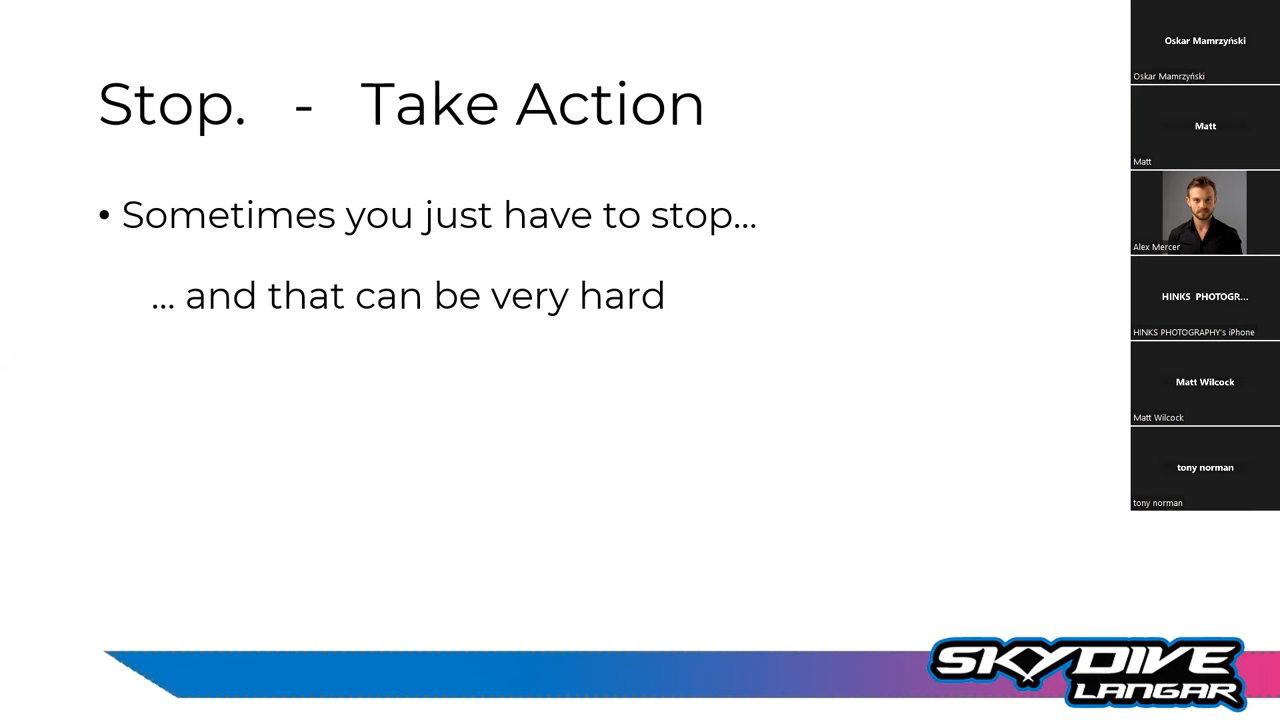 Stop. - Take Action
• Sometimes you just have to stop...
... and that can be very hard
Oskar Mamrzyński
Oskar Mamrzyński
Matt
Matt
Alex Mercer
HINKS PHOTOGR...
HINKS PHOTOGRAPHY's iPhone
Matt Wilcock
Matt Wilcock
tony norman
tony norman
SKYDIVE
LANGAR